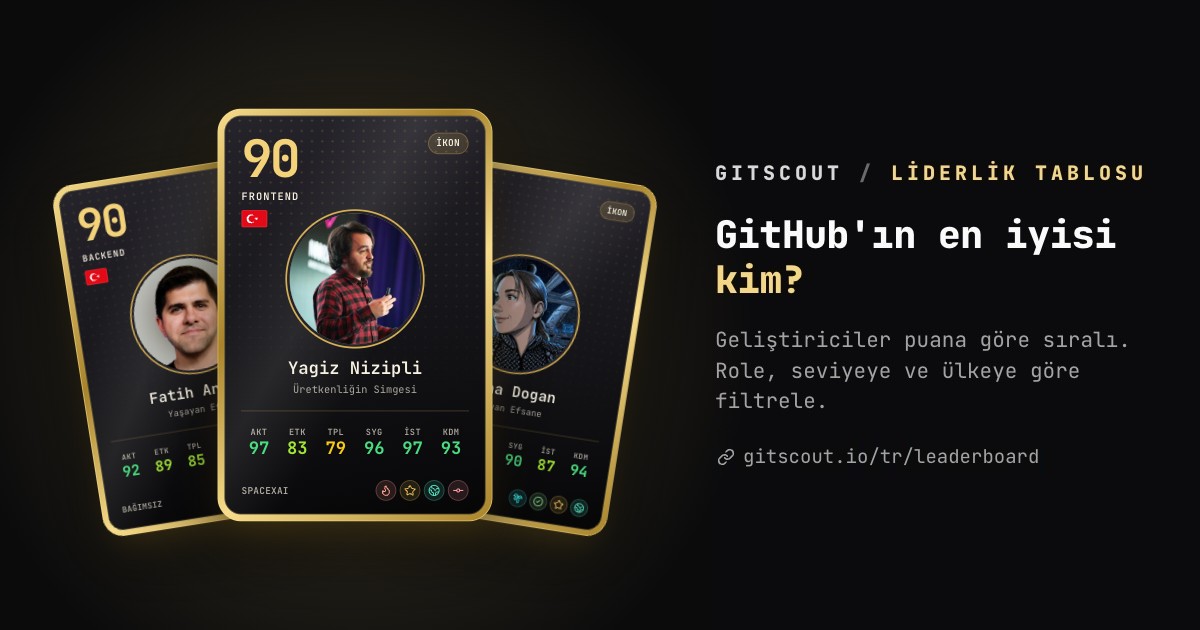 90
BACKEND
Fatih
AKT ETK TPL
92 89 85
BAĞIMSIZ
90
İKON
FRONTEND
Yagiz Nizipli
Üretkenliğin Simgesi
AKT ETK TPL SYG İST KDM
97 83 79 96 97 93
SPACEXAI
İKON
Dogan
Efsane
SYG İST KDM
90 87 94
GITSCOUT / LİDERLİK TABLOSU
GitHub'ın en iyisi
kim?
Geliştiriciler puana göre sıralı.
Role, seviyeye ve ülkeye göre
filtrele.
gitscout.io/tr/leaderboard